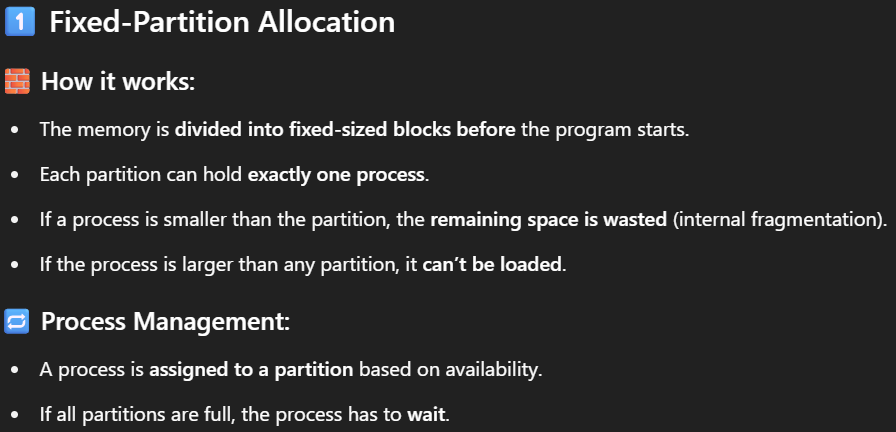 1 Fixed-Partition Allocation
How it works:
• The memory is divided into fixed-sized blocks before the program starts.
• Each partition can hold exactly one process.
• If a process is smaller than the partition, the remaining space is wasted (internal fragmentation).
• If the process is larger than any partition, it can’t be loaded.
Process Management:
• A process is assigned to a partition based on availability.
• If all partitions are full, the process has to wait.